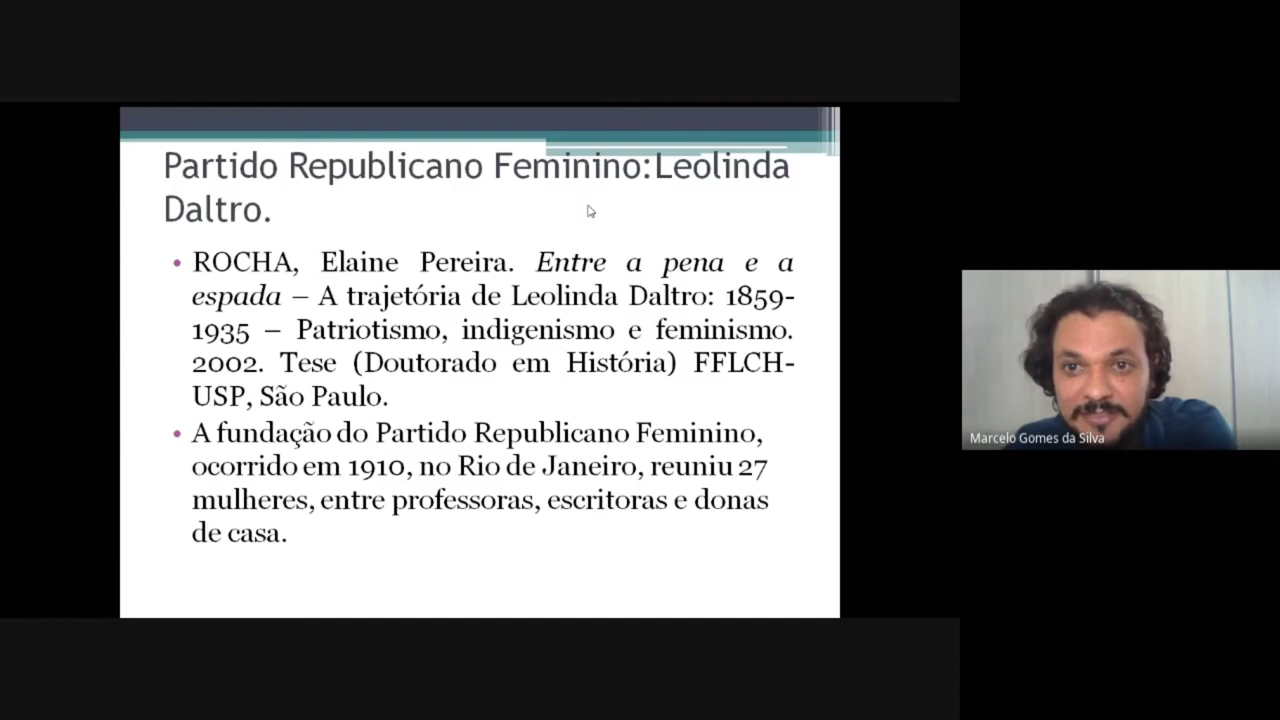 Partido Republicano Feminino:Leolinda
Daltro.
• ROCHA, Elaine Pereira. Entre a pena e a
espada – A trajetória de Leolinda Daltro: 1859-
1935 – Patriotismo, indigenismo e feminismo.
2002. Tese (Doutorado em História) FFLCH-
USP, São Paulo.
• A fundação do Partido Republicano Feminino,
ocorrido em 1910, no Rio de Janeiro, reuniu 27
mulheres, entre professoras, escritoras e donas
de casa.
Marcelo Gomes da Silva